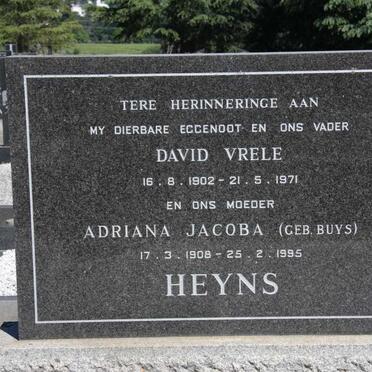 TERE HERINNERINGE AAN
MY DIERBARE EGGENOOT EN ONS VADER
DAVID VRELE
16.8.1902-21.5.1971
EN ONS MOEDER
ADRIANA JACOBA (GEB. BUYS)
17.3.1908-25.2.1995
HEYNS